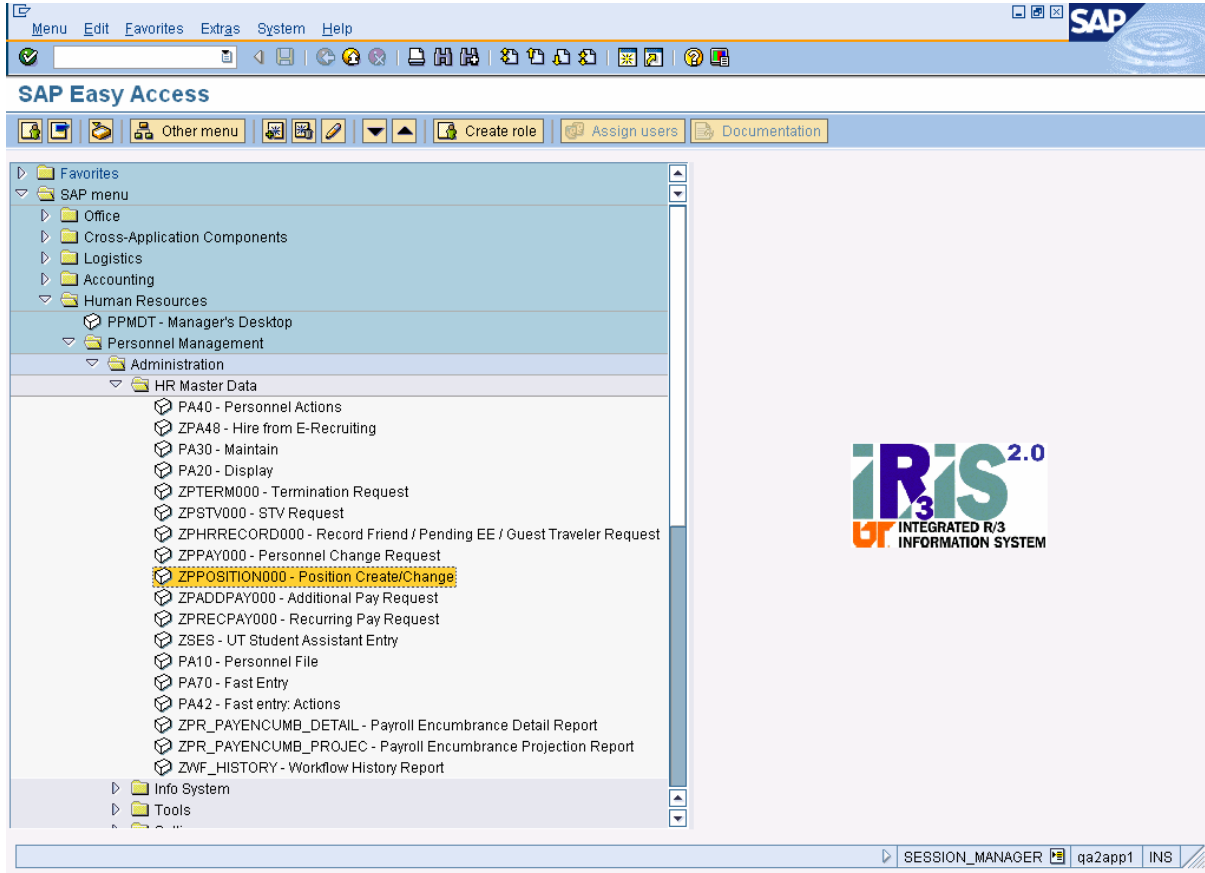 Menu Edit Favorites Extras System Help
SAP
SAP Easy Access
Other menu Create role Assign users Documentation
Favorites
SAP menu
Office
Cross-Application Components
Logistics
Accounting
Human Resources
PPMDT - Manager's Desktop
Personnel Management
Administration
HR Master Data
PA40 - Personnel Actions
ZPA48 - Hire from E-Recruiting
PA30 - Maintain
PA20 - Display
ZPTERM000 - Termination Request
ZPSTV000 - STV Request
ZPHRRECORD000 - Record Friend / Pending EE / Guest Traveler Request
ZPPAY000 - Personnel Change Request
ZPPOSITION000 - Position Create/Change
ZPADDPAY000 - Additional Pay Request
ZPRECPAY000 - Recurring Pay Request
ZSES - UT Student Assistant Entry
PA10 - Personnel File
PA70 - Fast Entry
PA42 - Fast entry: Actions
ZPR_PAYENCUMB_DETAIL - Payroll Encumbrance Detail Report
ZPR_PAYENCUMB_PROJEC - Payroll Encumbrance Projection Report
ZWF_HISTORY - Workflow History Report
Info System
Tools
iR3iS 2.0
UT INTEGRATED R/3
INFORMATION SYSTEM
SESSION_MANAGER qa2app1 INS